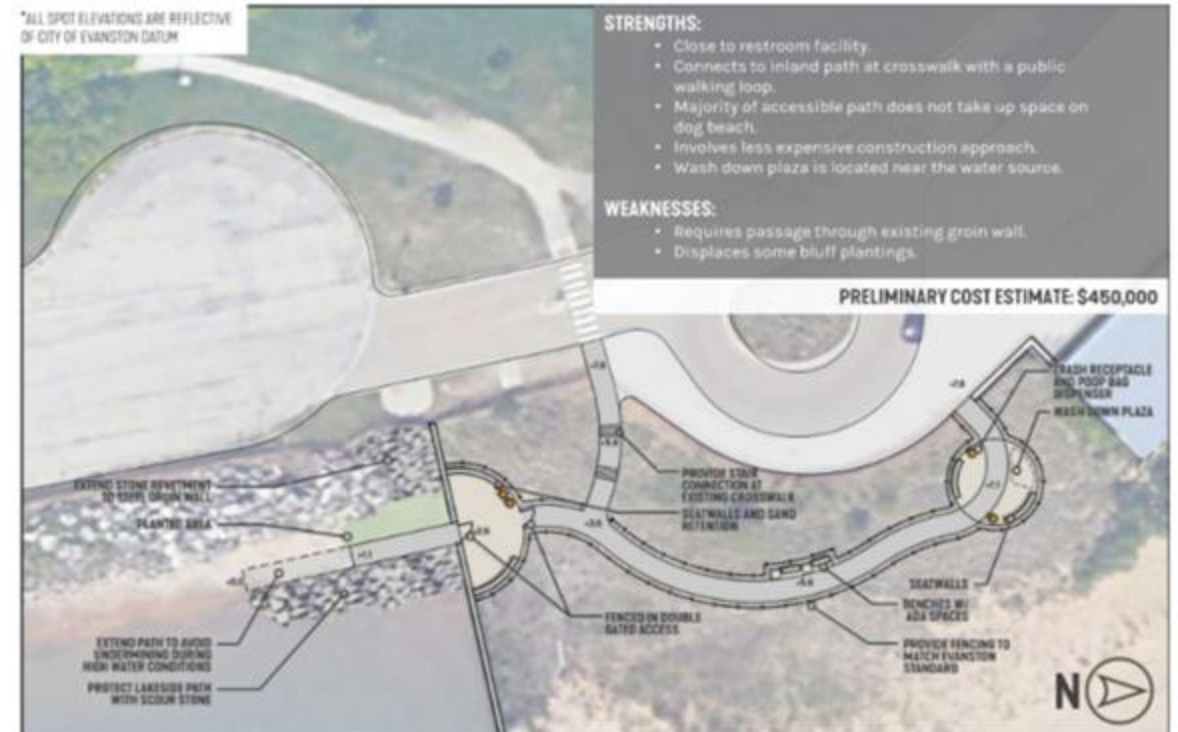 *ALL SPOT ELEVATIONS ARE REFLECTIVE
OF CITY OF EVANSTON DATUM
STRENGTHS:
• Close to restroom facility.
• Connects to inland path at crosswalk with a public
walking loop.
• Majority of accessible path does not take up space on
dog beach.
• Involves less expensive construction approach.
• Wash down plaza is located near the water source.
WEAKNESSES:
• Requires passage through existing groin wall.
• Displaces some bluff plantings.
PRELIMINARY COST ESTIMATE: $450,000
TRASH RECEPTACLE
AND POOP BAG
DISPENSER
WASH DOWN PLAZA
PROVIDE STAIR
CONNECTION AT
EXISTING CROSSWALK
SEATWALLS AND SAND
RETENTION
EXTEND STONE REVETMENT
TO STEEL GROIN WALL
PLANTED AREA
SEATWALLS
BENCHES W/
ADA SPACES
FENCED IN DOUBLE
GATED ACCESS
PROVIDE FENCING TO
MATCH EVANSTON
STANDARD
EXTEND PATH TO AVOID
UNDERMINING DURING
HIGH WATER CONDITIONS
PROTECT LAKESIDE PATH
WITH SCOUR STONE
N